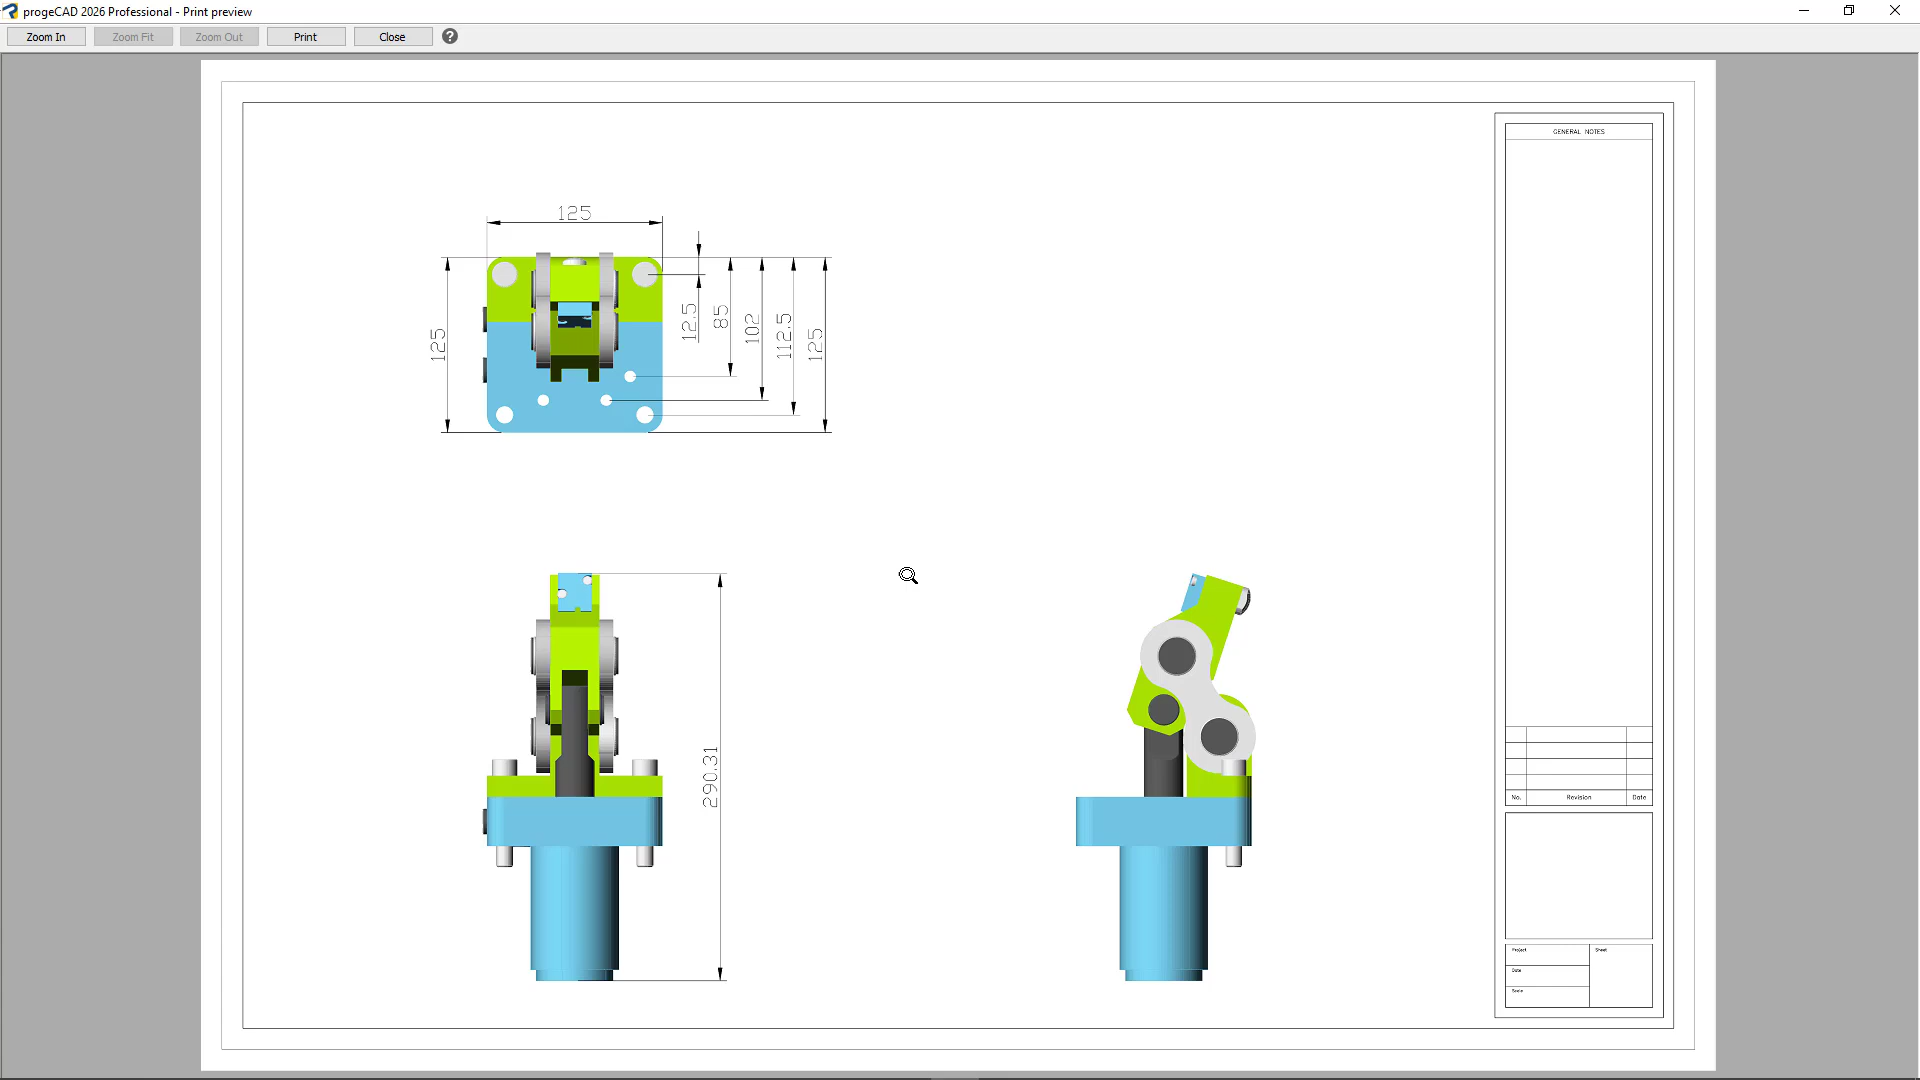 progeCAD 2026 Professional - Print preview
Zoom In Zoom Fit Zoom Out Print Close ?
GENERAL NOTES
125
125
12.5
85
102
112.5
125
290.31
No. Revision Date
Project
Sheet
Date
Scale